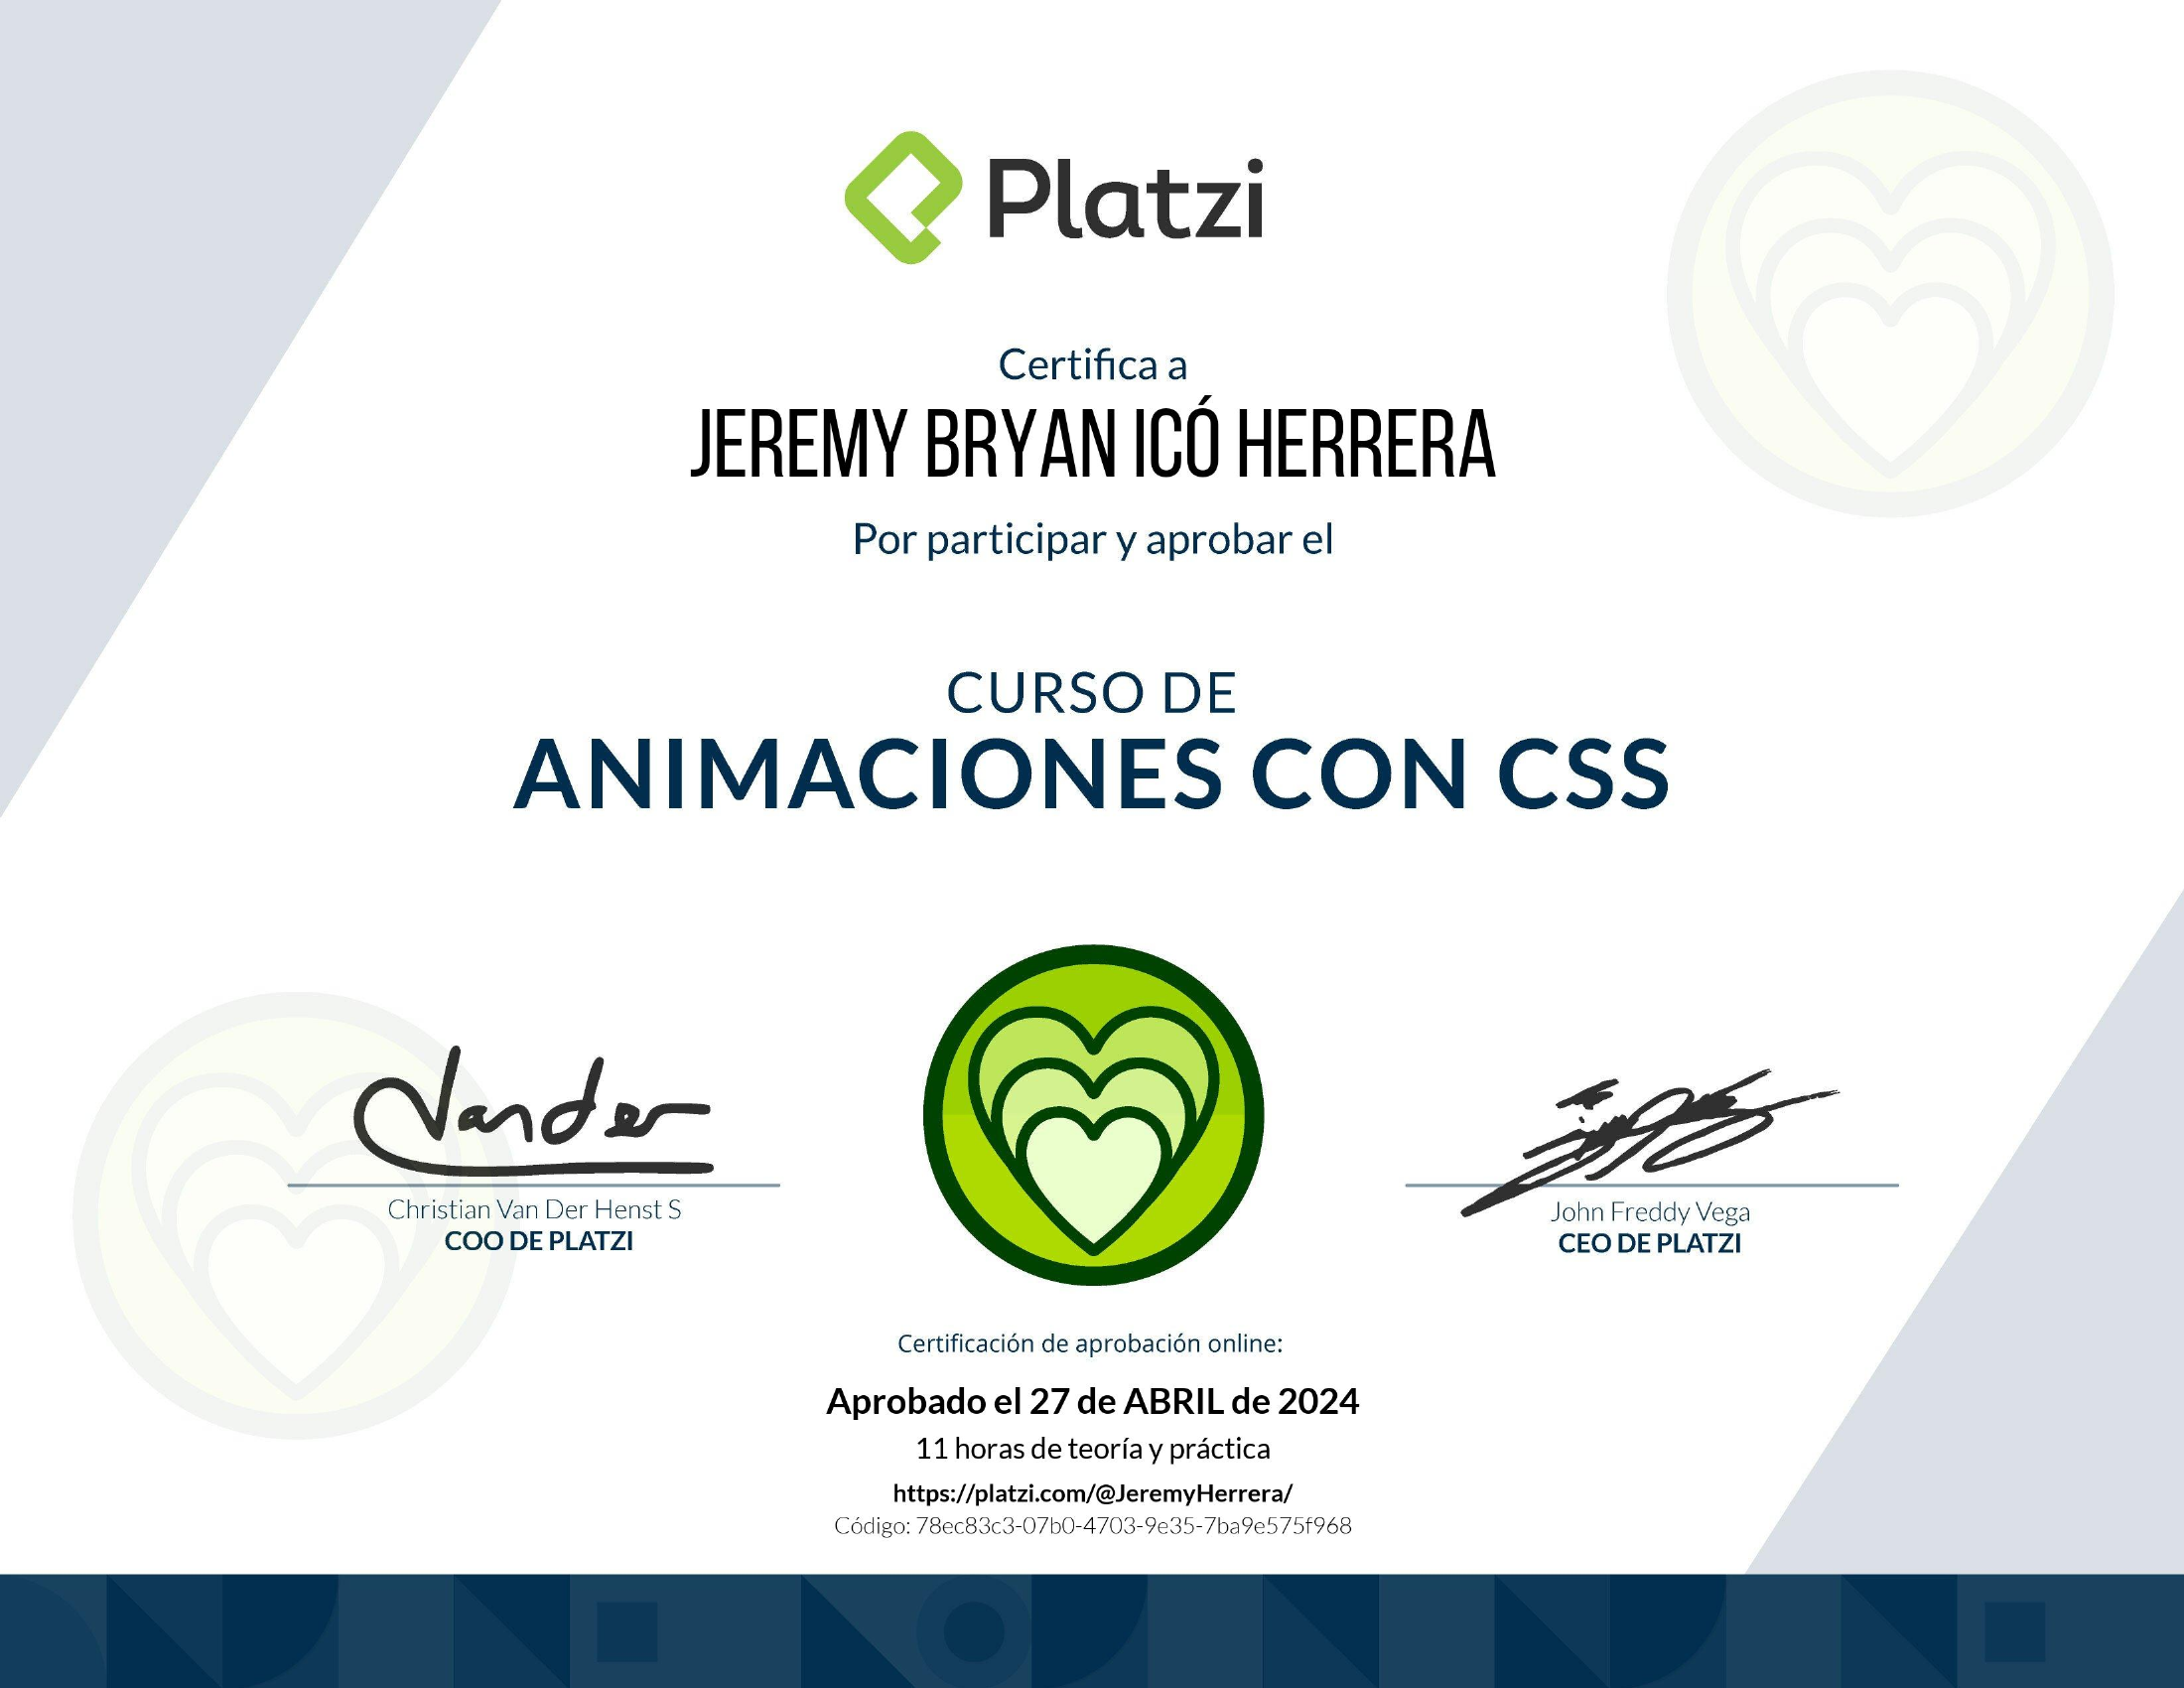 Platzi
Certifica a
JEREMY BRYAN ICÓ HERRERA
Por participar y aprobar el
CURSO DE
ANIMACIONES CON CSS
Vander
Christian Van Der Henst S
COO DE PLATZI
John Freddy Vega
CEO DE PLATZI
Certificación de aprobación online:
Aprobado el 27 de ABRIL de 2024
11 horas de teoría y práctica
https://platzi.com/@JeremyHerrera/
Código: 78ec83c3-07b0-4703-9e35-7ba9e575f968